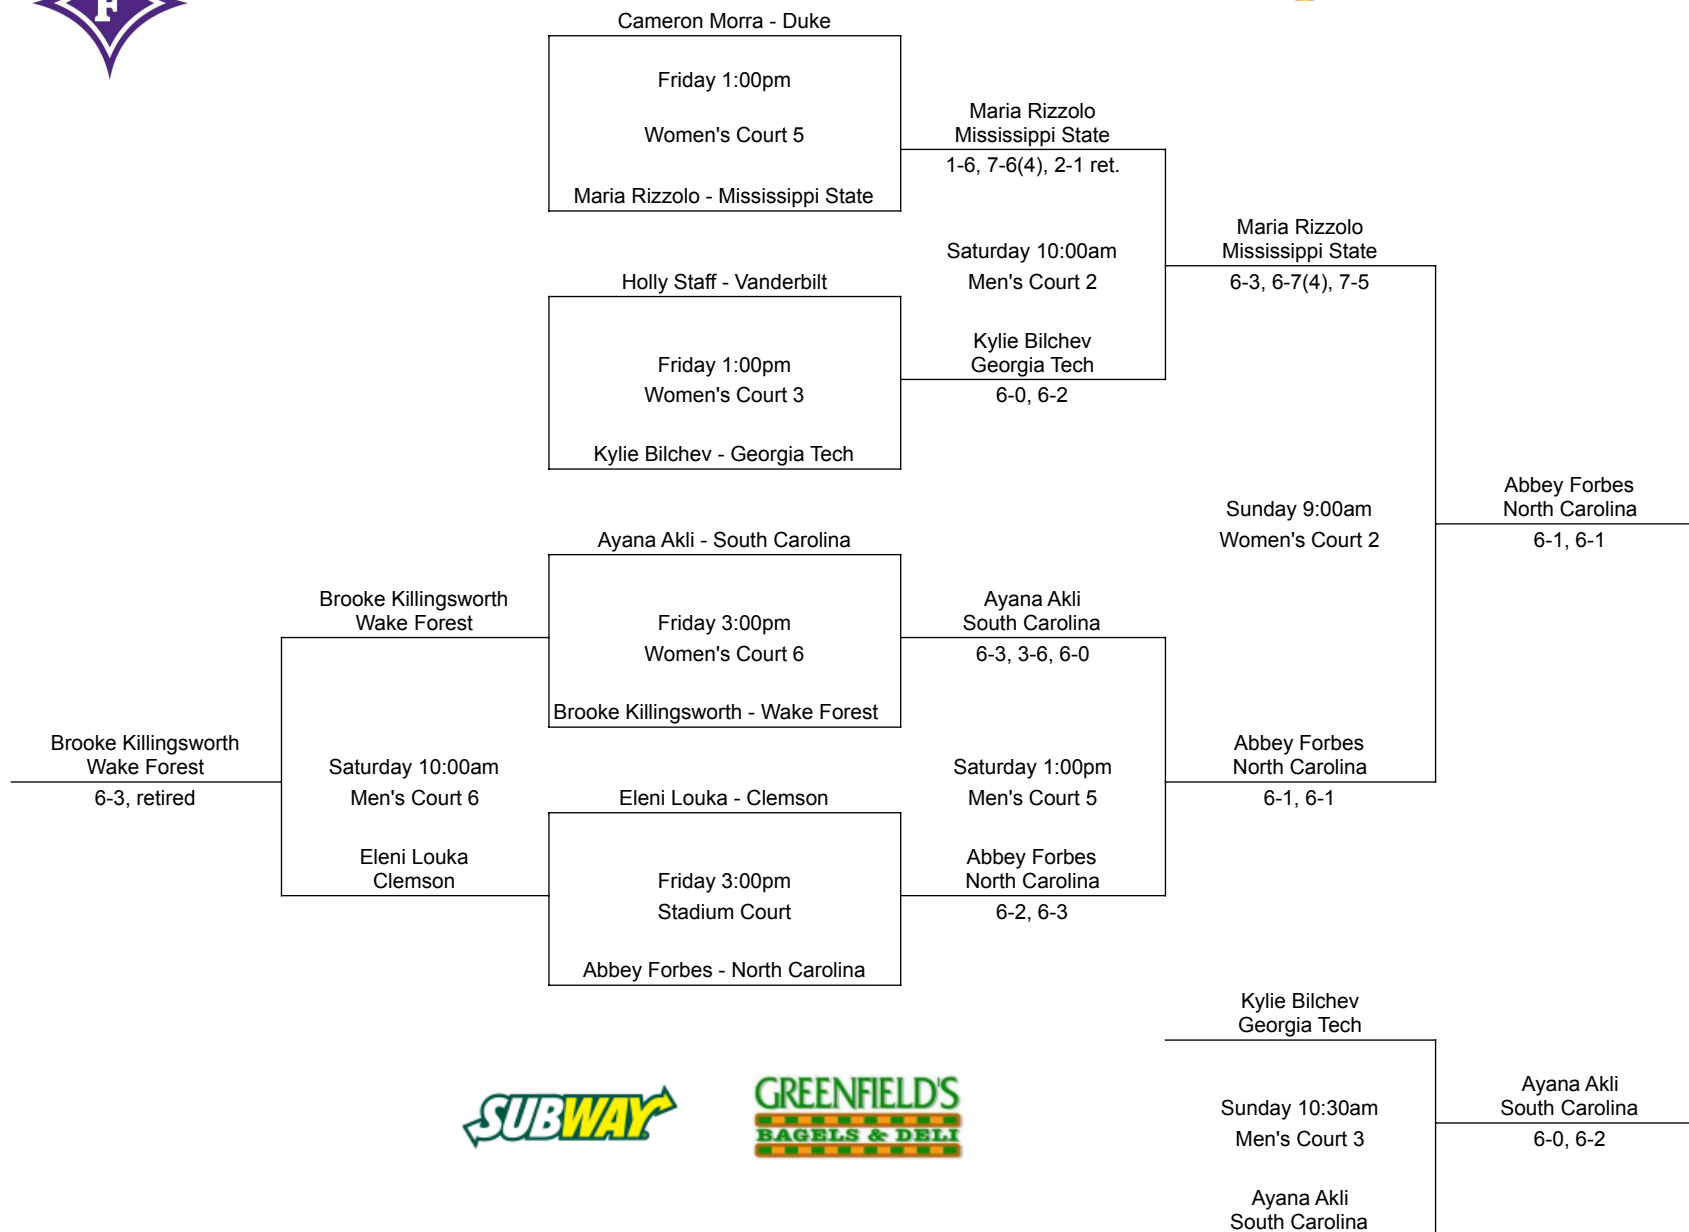 F
Cameron Morra - Duke
Friday 1:00pm
Women's Court 5
Maria Rizzolo - Mississippi State
Maria Rizzolo
Mississippi State
1-6, 7-6(4), 2-1 ret.
Saturday 10:00am
Men's Court 2
Holly Staff - Vanderbilt
Friday 1:00pm
Women's Court 3
Kylie Bilchev - Georgia Tech
Kylie Bilchev
Georgia Tech
6-0, 6-2
Maria Rizzolo
Mississippi State
6-3, 6-7(4), 7-5
Sunday 9:00am
Women's Court 2
Abbey Forbes
North Carolina
6-1, 6-1
Ayana Akli - South Carolina
Friday 3:00pm
Women's Court 6
Brooke Killingsworth - Wake Forest
Ayana Akli
South Carolina
6-3, 3-6, 6-0
Brooke Killingsworth
Wake Forest
Brooke Killingsworth
Wake Forest
6-3, retired
Saturday 10:00am
Men's Court 6
Eleni Louka
Clemson
Eleni Louka - Clemson
Friday 3:00pm
Stadium Court
Abbey Forbes - North Carolina
Saturday 1:00pm
Men's Court 5
Abbey Forbes
North Carolina
6-2, 6-3
Abbey Forbes
North Carolina
6-1, 6-1
Kylie Bilchev
Georgia Tech
Sunday 10:30am
Men's Court 3
Ayana Akli
South Carolina
Ayana Akli
South Carolina
6-0, 6-2
SUBWAY
GREENFIELD'S
BAGELS & DELI